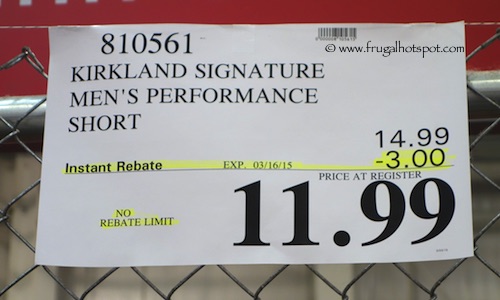 810561
© www.frugalhotspot.com
KIRKLAND SIGNATURE
MEN'S PERFORMANCE
SHORT
14.99
Instant Rebate EXP. 03/16/15 -3.00
PRICE AT REGISTER
NO
REBATE LIMIT
11.99